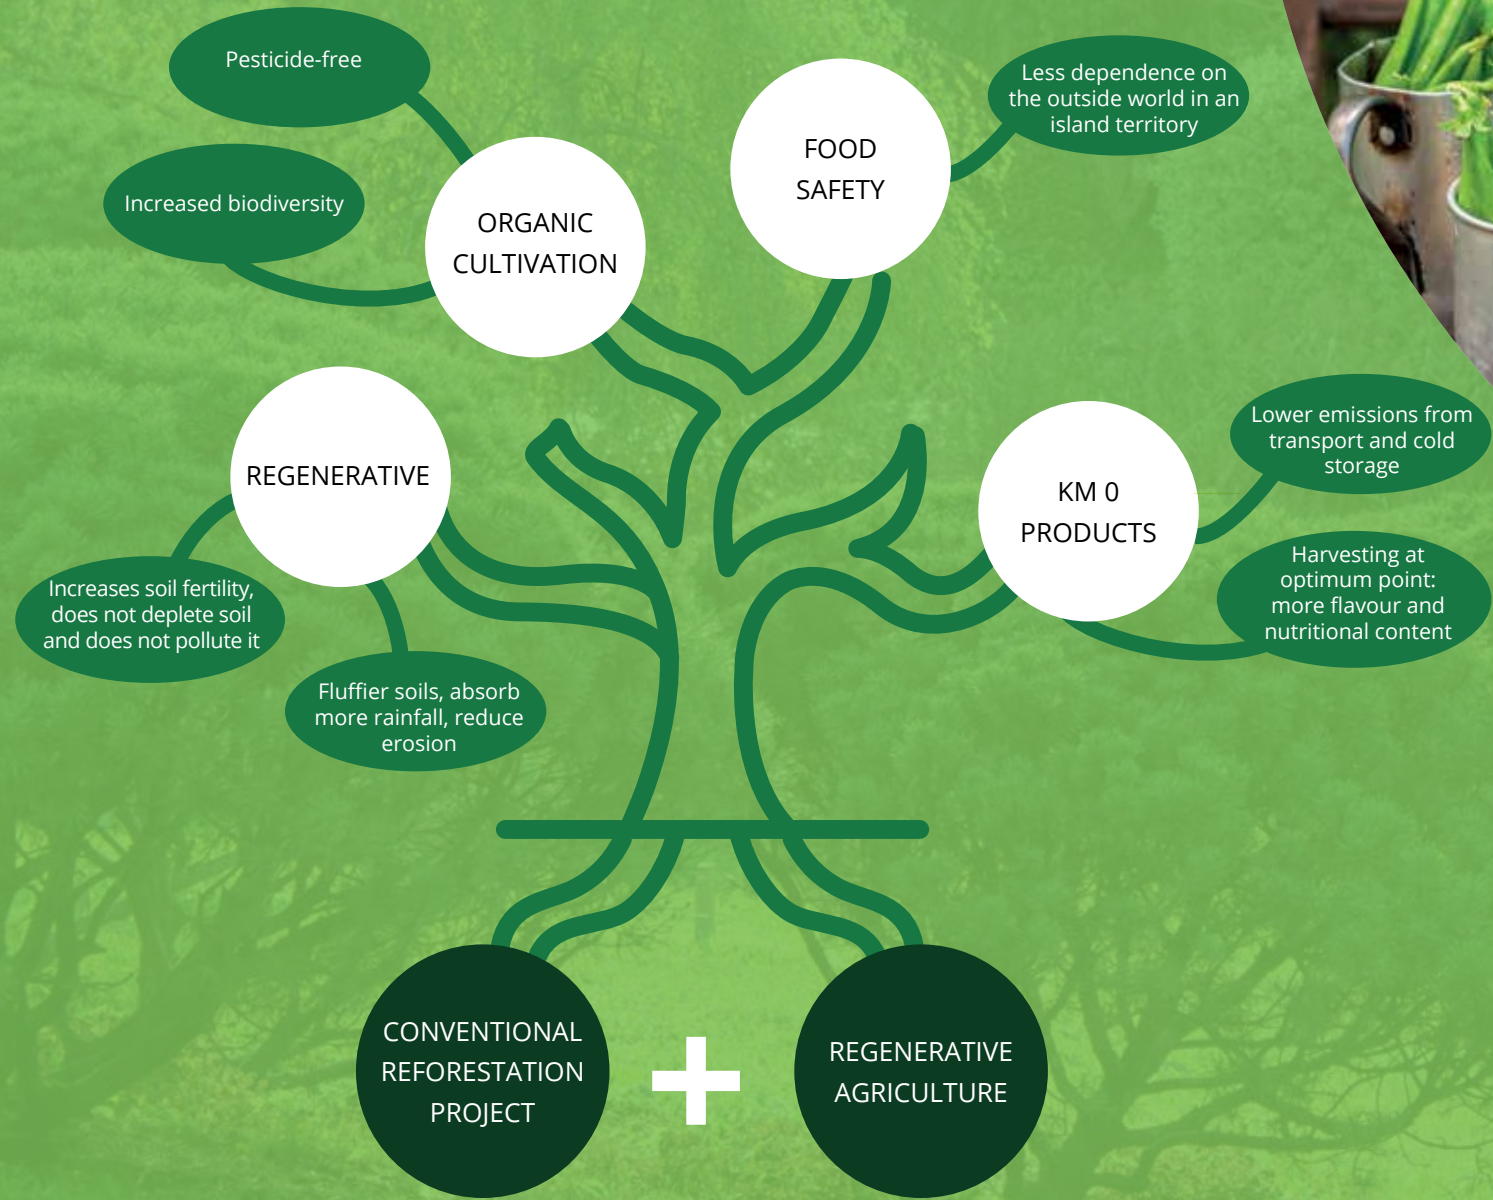 Pesticide-free
Increased biodiversity
ORGANIC
CULTIVATION
FOOD
SAFETY
Less dependence on
the outside world in an
island territory
REGENERATIVE
Increases soil fertility,
does not deplete soil
and does not pollute it
Fluffier soils, absorb
more rainfall, reduce
erosion
KM 0
PRODUCTS
Lower emissions from
transport and cold
storage
Harvesting at
optimum point:
more flavour and
nutritional content
CONVENTIONAL
REFORESTATION
PROJECT
+
REGENERATIVE
AGRICULTURE